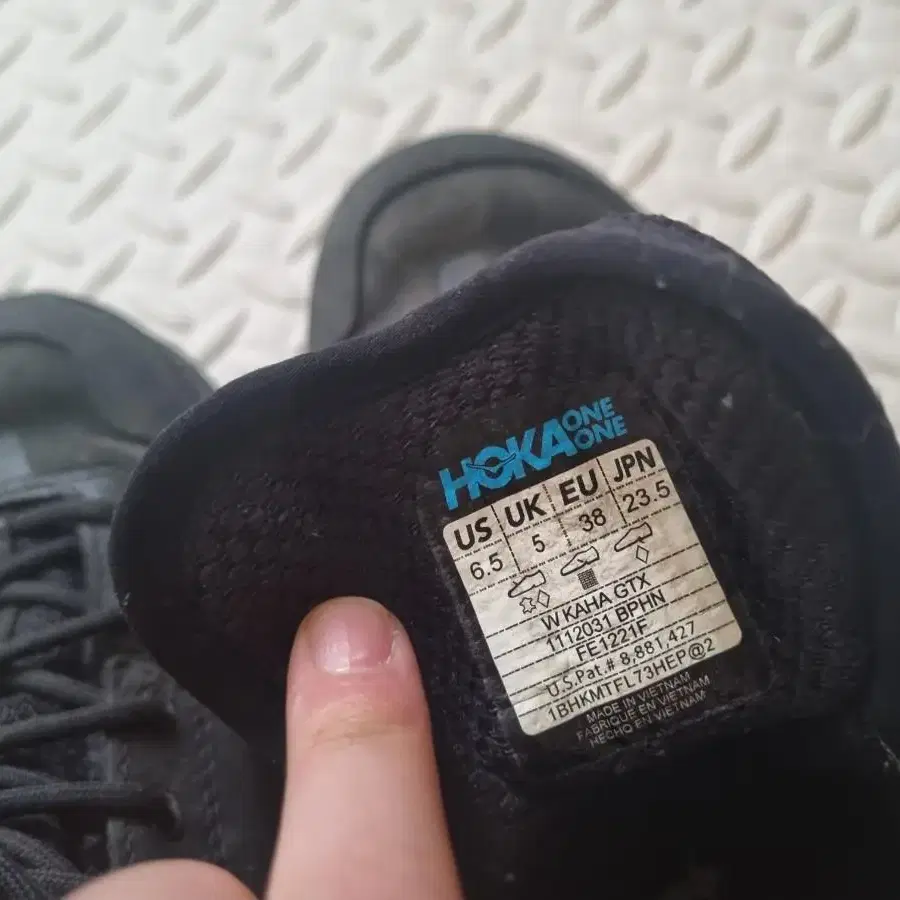 HOKA ONE ONE
US UK EU JPN
6.5 5 38 23.5
W KAHA GTX
1112031 BPHN
FE1221F
U.S.Pat.# 8,881,427
1BHKMTFL73HEP@2
MADE IN VIETNAM
FABRIQUE EN VIETNAM
HECHO EN VIETNAM